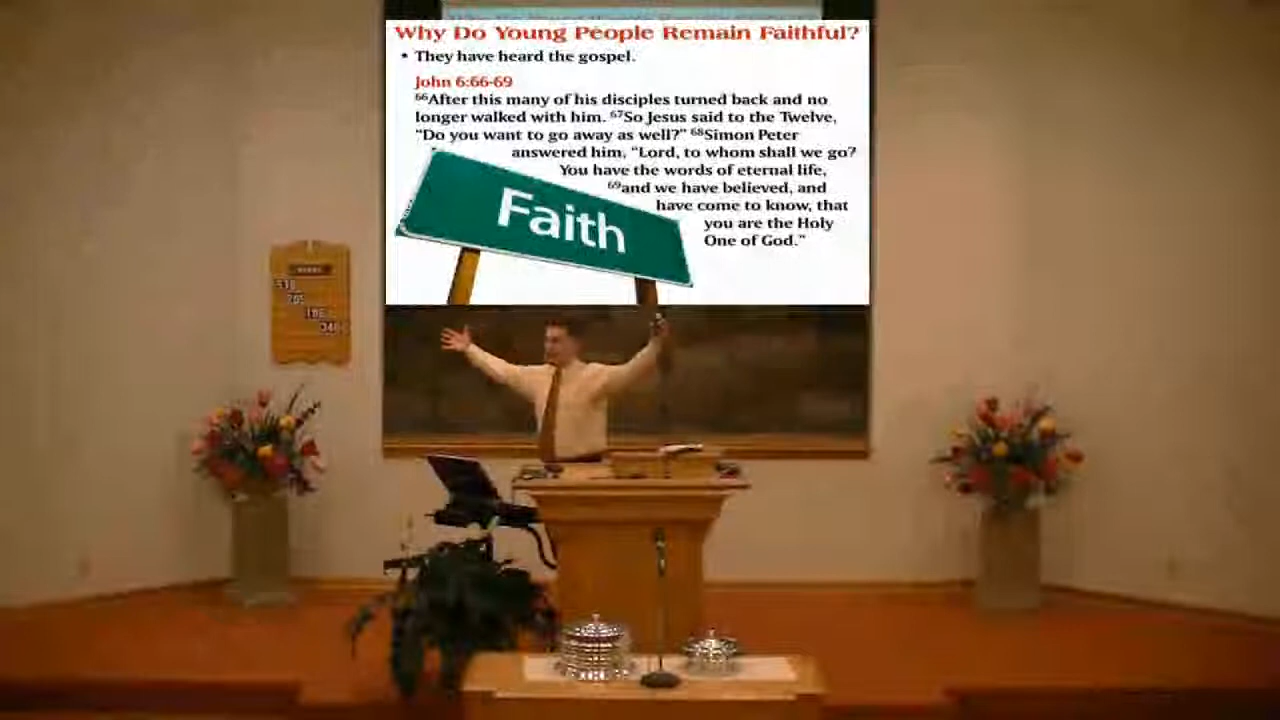 Why Do Young People Remain Faithful?
• They have heard the gospel.
John 6:66-69
⁶⁶After this many of his disciples turned back and no
longer walked with him. ⁶⁷So Jesus said to the Twelve,
"Do you want to go away as well?" ⁶⁸Simon Peter
answered him, "Lord, to whom shall we go?
You have the words of eternal life,
⁶⁹and we have believed, and
have come to know, that
you are the Holy
One of God."
Faith